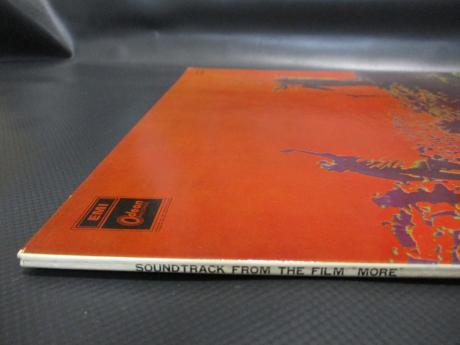 EMI
Odeon
SOUNDTRACK FROM THE FILM "MORE"